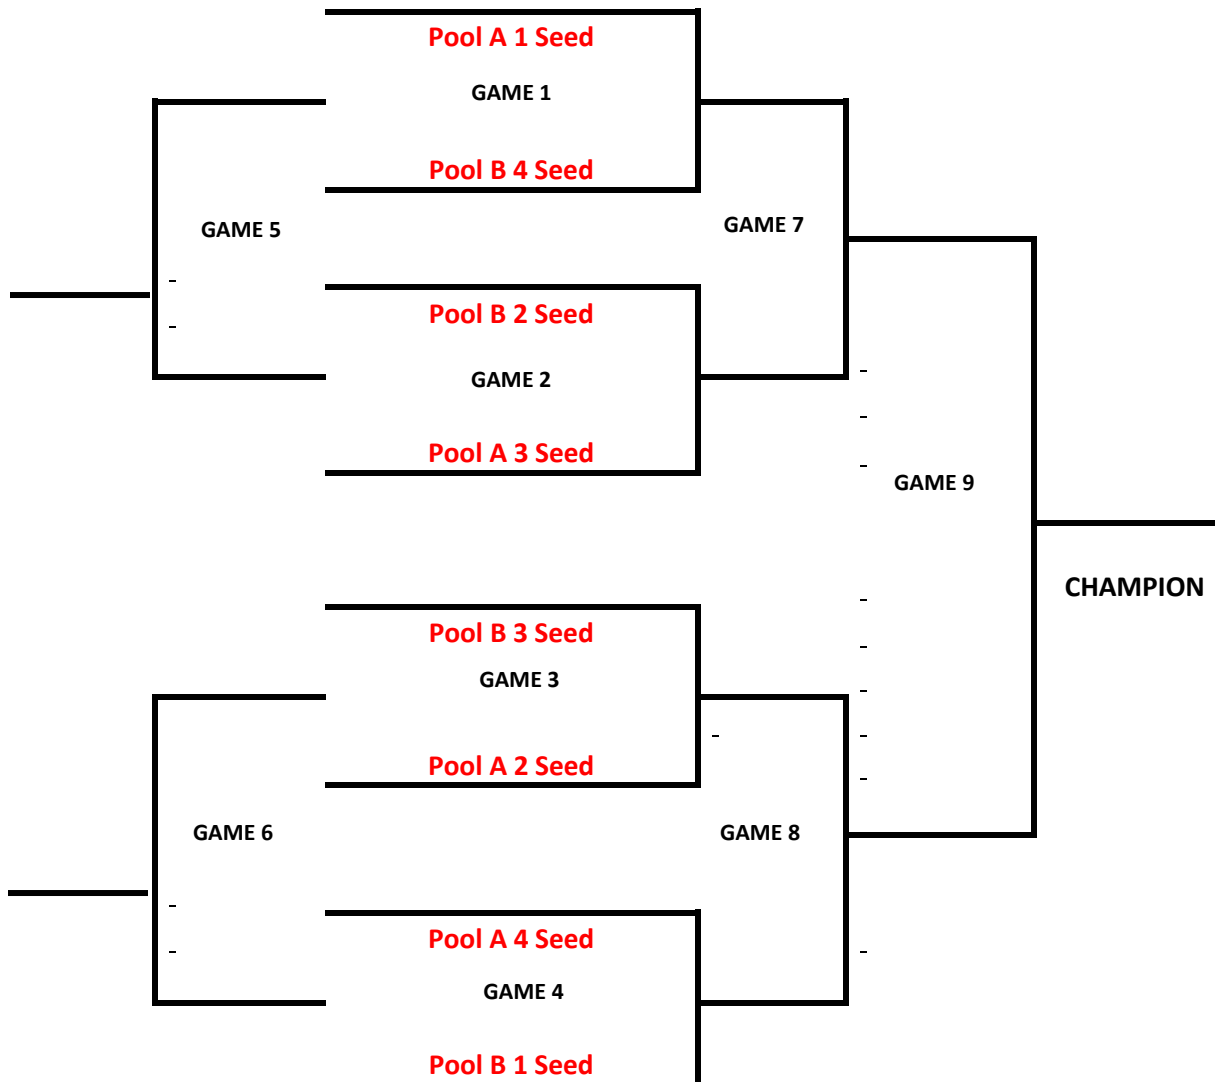 Pool A 1 Seed
GAME 1
Pool B 4 Seed
GAME 5
GAME 7
Pool B 2 Seed
GAME 2
Pool A 3 Seed
GAME 9
CHAMPION
Pool B 3 Seed
GAME 3
Pool A 2 Seed
GAME 6
GAME 8
Pool A 4 Seed
GAME 4
Pool B 1 Seed